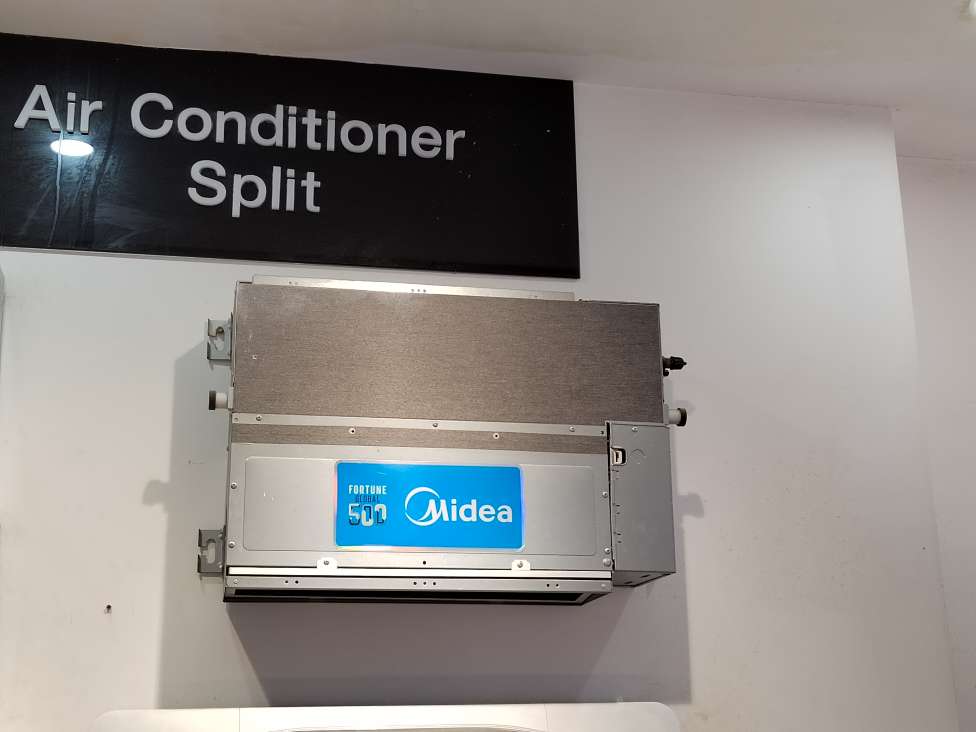 Air Conditioner
Split
FORTUNE
GLOBAL
500
Midea